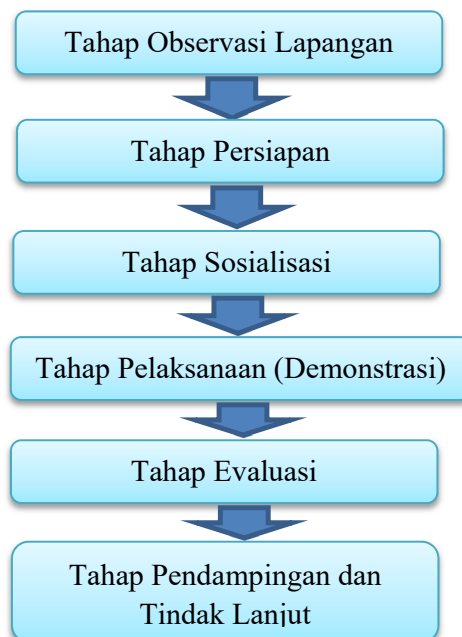 Tahap Observasi Lapangan
Tahap Persiapan
Tahap Sosialisasi
Tahap Pelaksanaan (Demonstrasi)
Tahap Evaluasi
Tahap Pendampingan dan
Tindak Lanjut